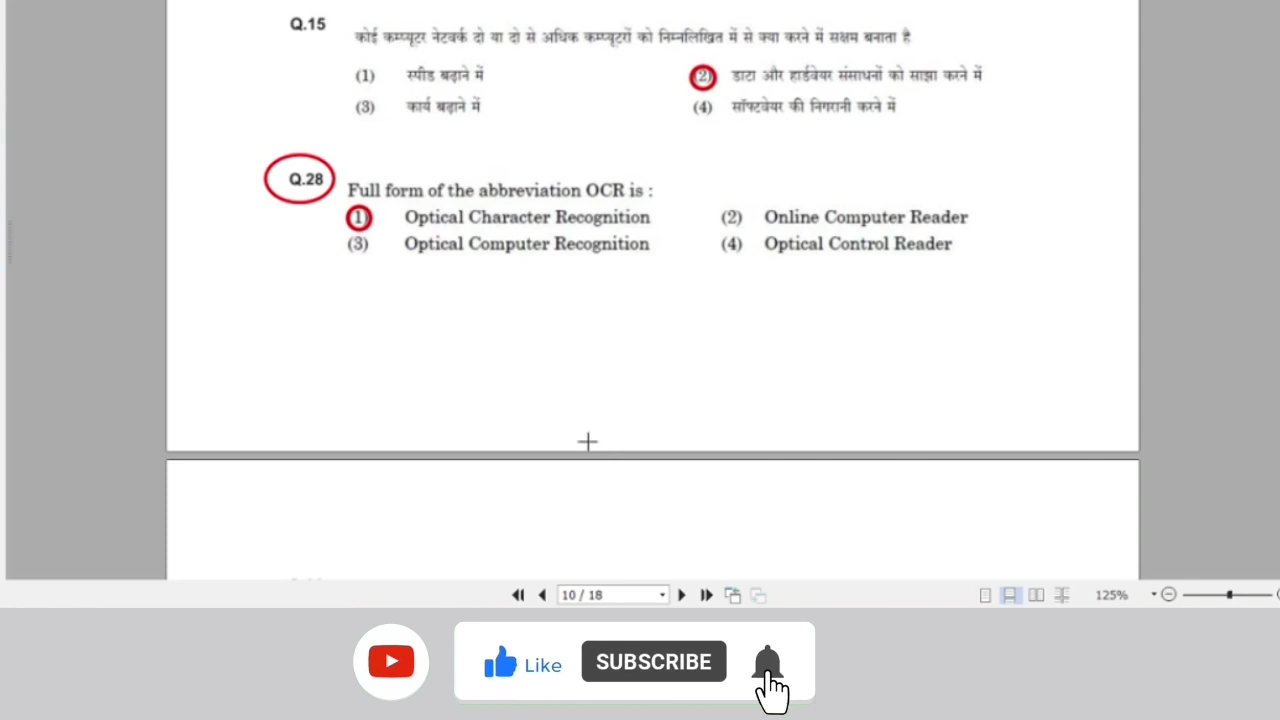 Q.15
कोई कम्प्यूटर नेटवर्क दो या दो से अधिक कम्प्यूटरों को निम्नलिखित में से क्या करने में सक्षम बनाता है
(1) स्पीड बढ़ाने में (2) डाटा और हार्डवेयर संसाधनों को साझा करने में
(3) कार्य बढ़ाने में (4) सॉफ्टवेयर की निगरानी करने में
Q.28
Full form of the abbreviation OCR is :
(1) Optical Character Recognition (2) Online Computer Reader
(3) Optical Computer Recognition (4) Optical Control Reader
10 / 18 125%
Like SUBSCRIBE